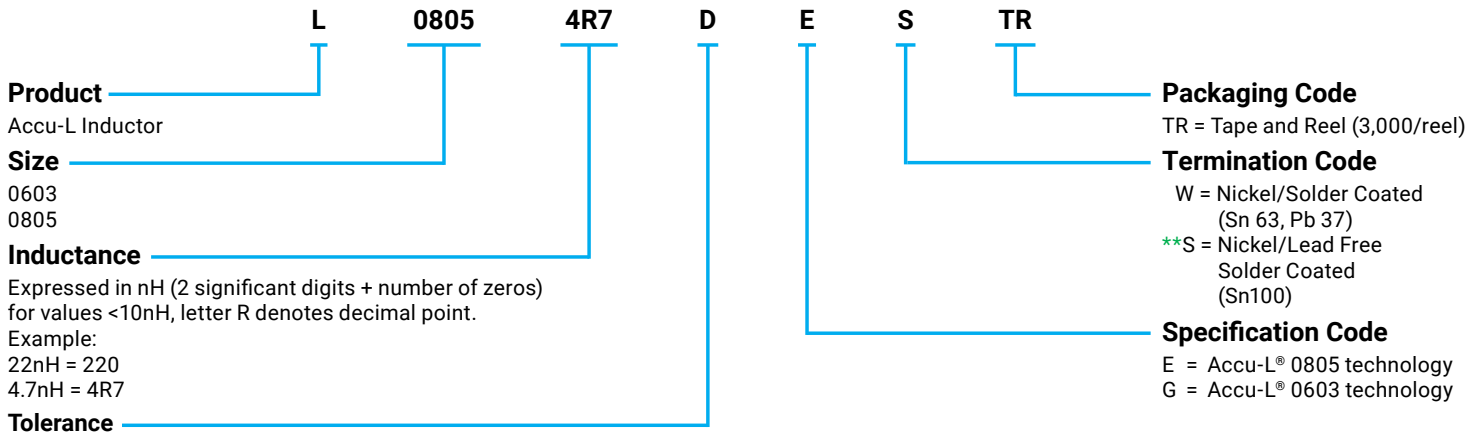 L 0805 4R7 D E S TR
Product
Accu-L Inductor
Size
0603
0805
Inductance
Expressed in nH (2 significant digits + number of zeros)
for values <10nH, letter R denotes decimal point.
Example:
22nH = 220
4.7nH = 4R7
Tolerance
Packaging Code
TR = Tape and Reel (3,000/reel)
Termination Code
W = Nickel/Solder Coated
(Sn 63, Pb 37)
**S = Nickel/Lead Free
Solder Coated
(Sn100)
Specification Code
E = Accu-L® 0805 technology
G = Accu-L® 0603 technology